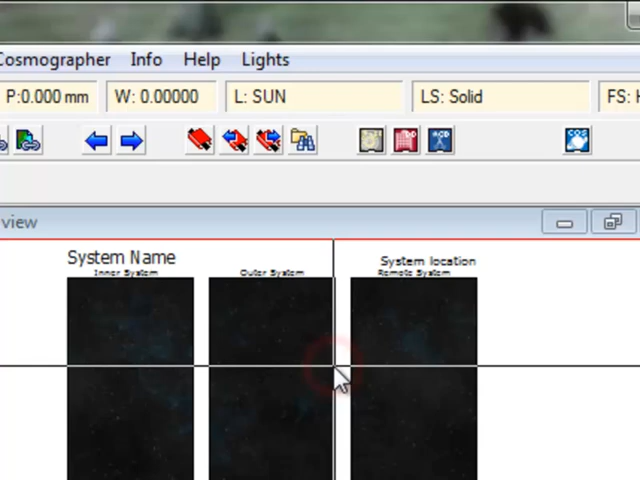 Cosmographer Info Help Lights
P:0.000 mm W: 0.00000 L: SUN LS: Solid FS: H
view
System Name System location
Inner System Outer System Remote System